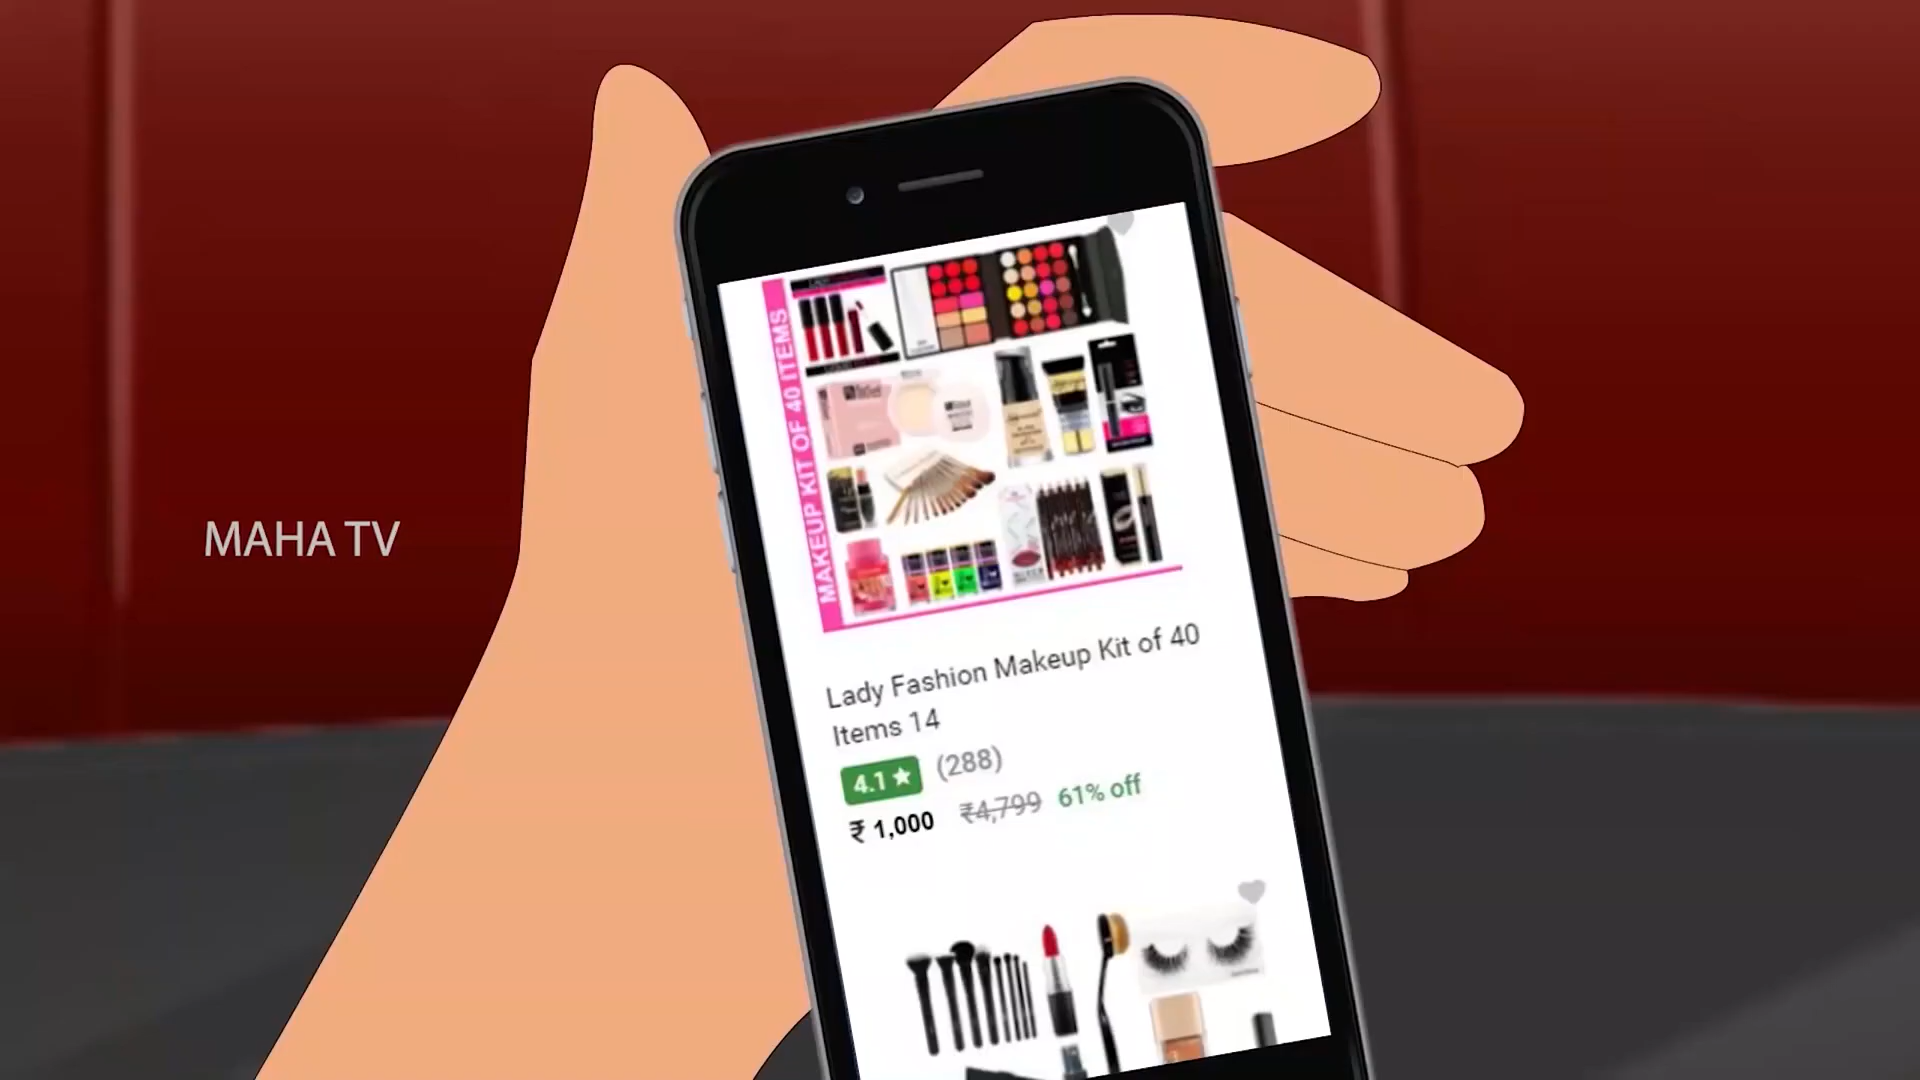 MAKEUP KIT OF 40 ITEMS
MAHA TV
Lady Fashion Makeup Kit of 40
Items 14
4.1★ (288)
₹ 1,000 ₹4,799 61% off